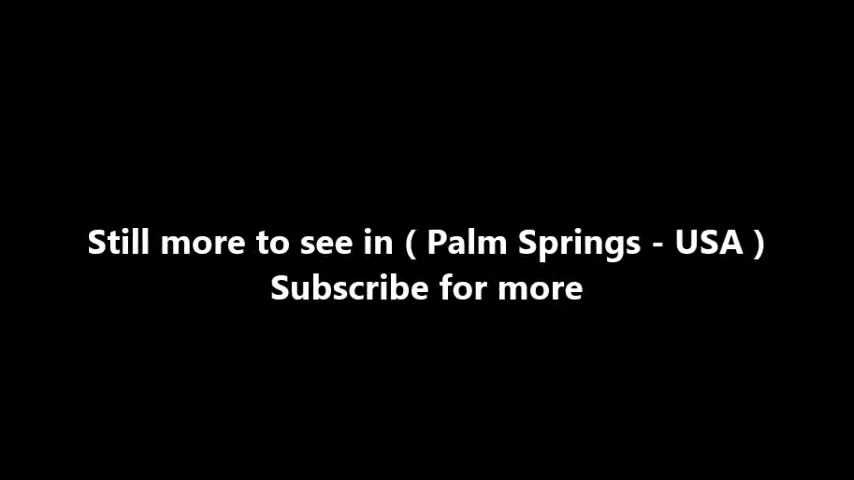 Still more to see in ( Palm Springs - USA )
Subscribe for more